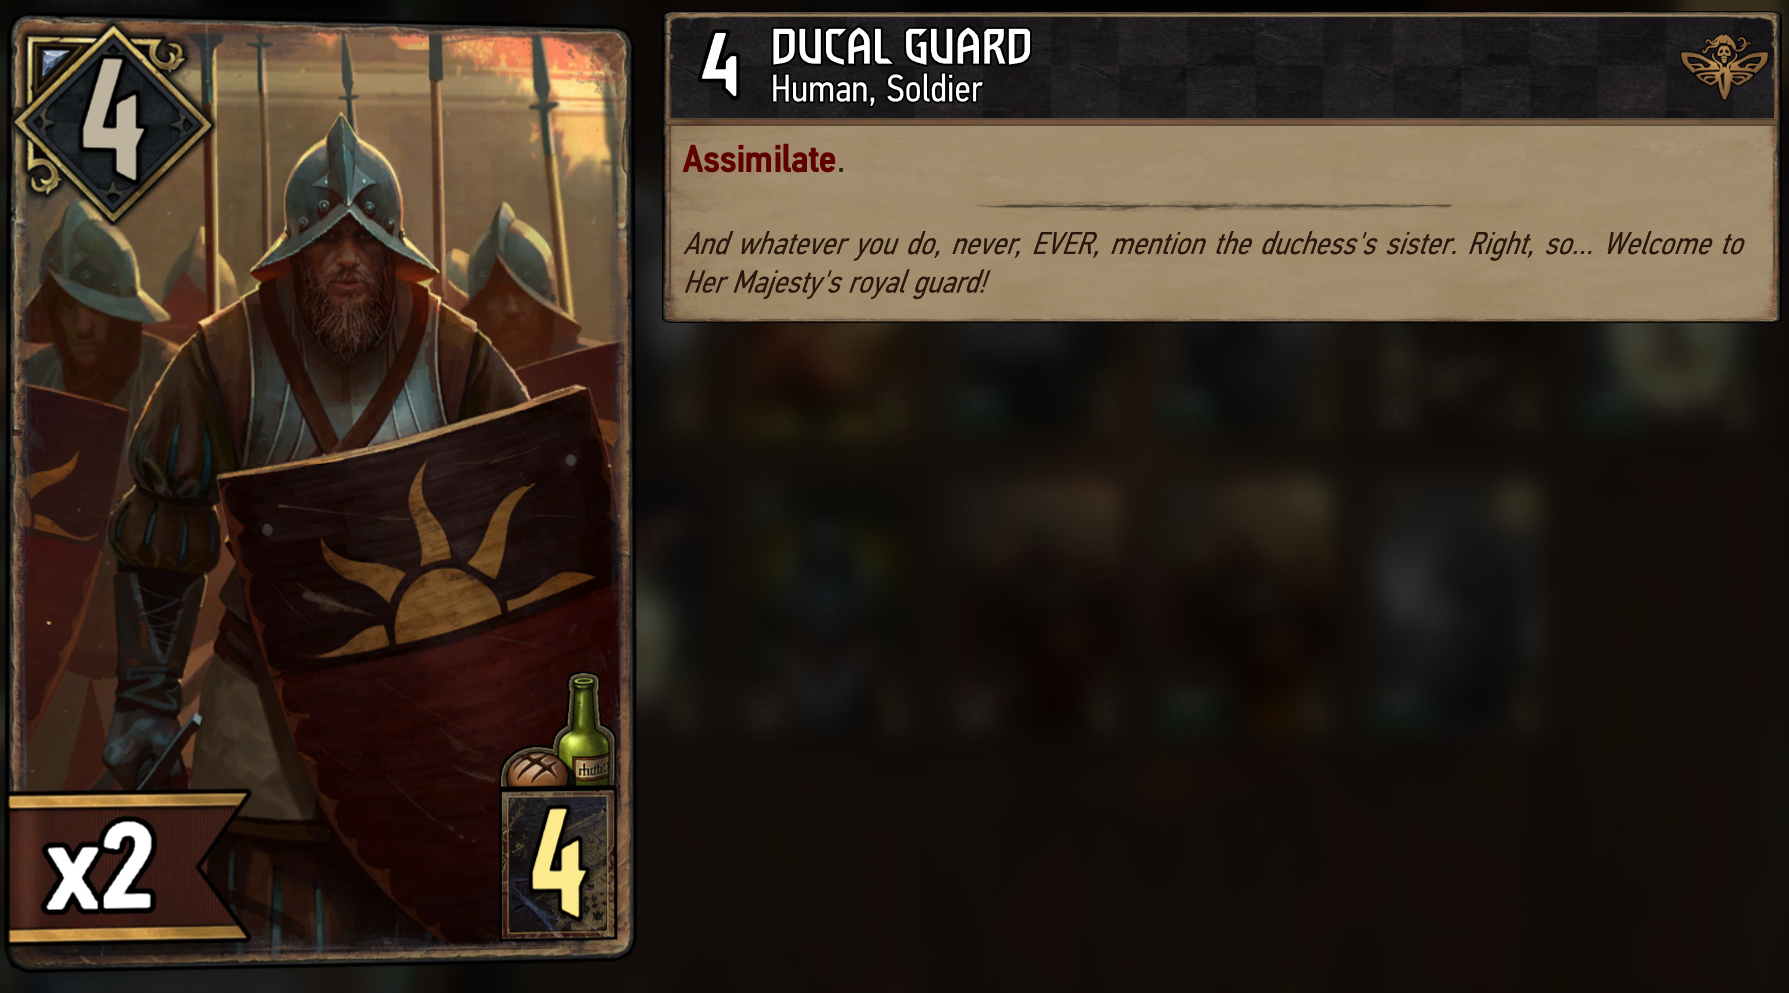 4
x2
4
4 DUCAL GUARD
Human, Soldier
Assimilate.
And whatever you do, never, EVER, mention the duchess's sister. Right, so... Welcome to
Her Majesty's royal guard!